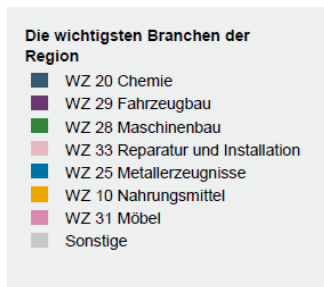 Die wichtigsten Branchen der
Region
WZ 20 Chemie
WZ 29 Fahrzeugbau
WZ 28 Maschinenbau
WZ 33 Reparatur und Installation
WZ 25 Metallerzeugnisse
WZ 10 Nahrungsmittel
WZ 31 Möbel
Sonstige